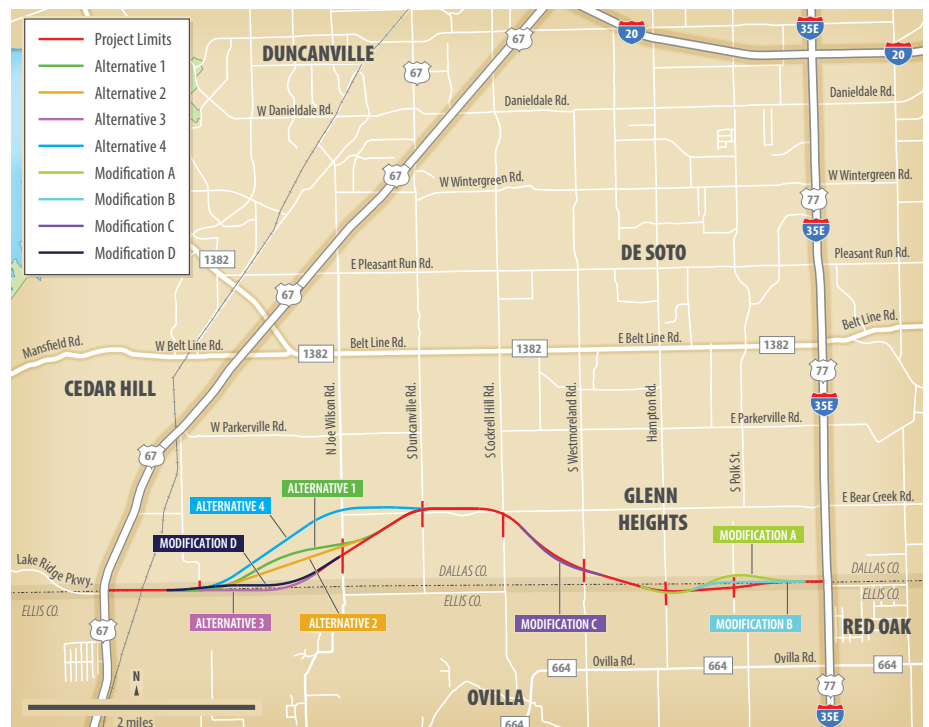 Project Limits
Alternative 1
Alternative 2
Alternative 3
Alternative 4
Modification A
Modification B
Modification C
Modification D
DUNCANVILLE
67
67
20
35E
20
W Danieldale Rd.
Danieldale Rd.
Danieldale Rd.
67
W Wintergreen Rd.
W Wintergreen Rd.
77
35E
DE SOTO
1382
E Pleasant Run Rd.
Pleasant Run Rd.
67
Mansfield Rd.
W Belt Line Rd.
1382
Belt Line Rd.
1382
E Belt Line Rd.
1382
Belt Line Rd.
77
35E
CEDAR HILL
N Joe Wilson Rd.
S Duncanville Rd.
S Cockrell Hill Rd.
S Westmoreland Rd.
Hampton Rd.
S Polk St.
W Parkerville Rd.
E Parkerville Rd.
67
ALTERNATIVE 1
ALTERNATIVE 4
GLENN
HEIGHTS
E Bear Creek Rd.
MODIFICATION D
MODIFICATION A
Lake Ridge Pkwy.
DALLAS CO.
DALLAS CO.
ELLIS CO.
ELLIS CO.
ELLIS CO.
ALTERNATIVE 3
ALTERNATIVE 2
MODIFICATION C
MODIFICATION B
RED OAK
67
664
Ovilla Rd.
664
Ovilla Rd.
664
N
OVILLA
77
35E
2 miles
664